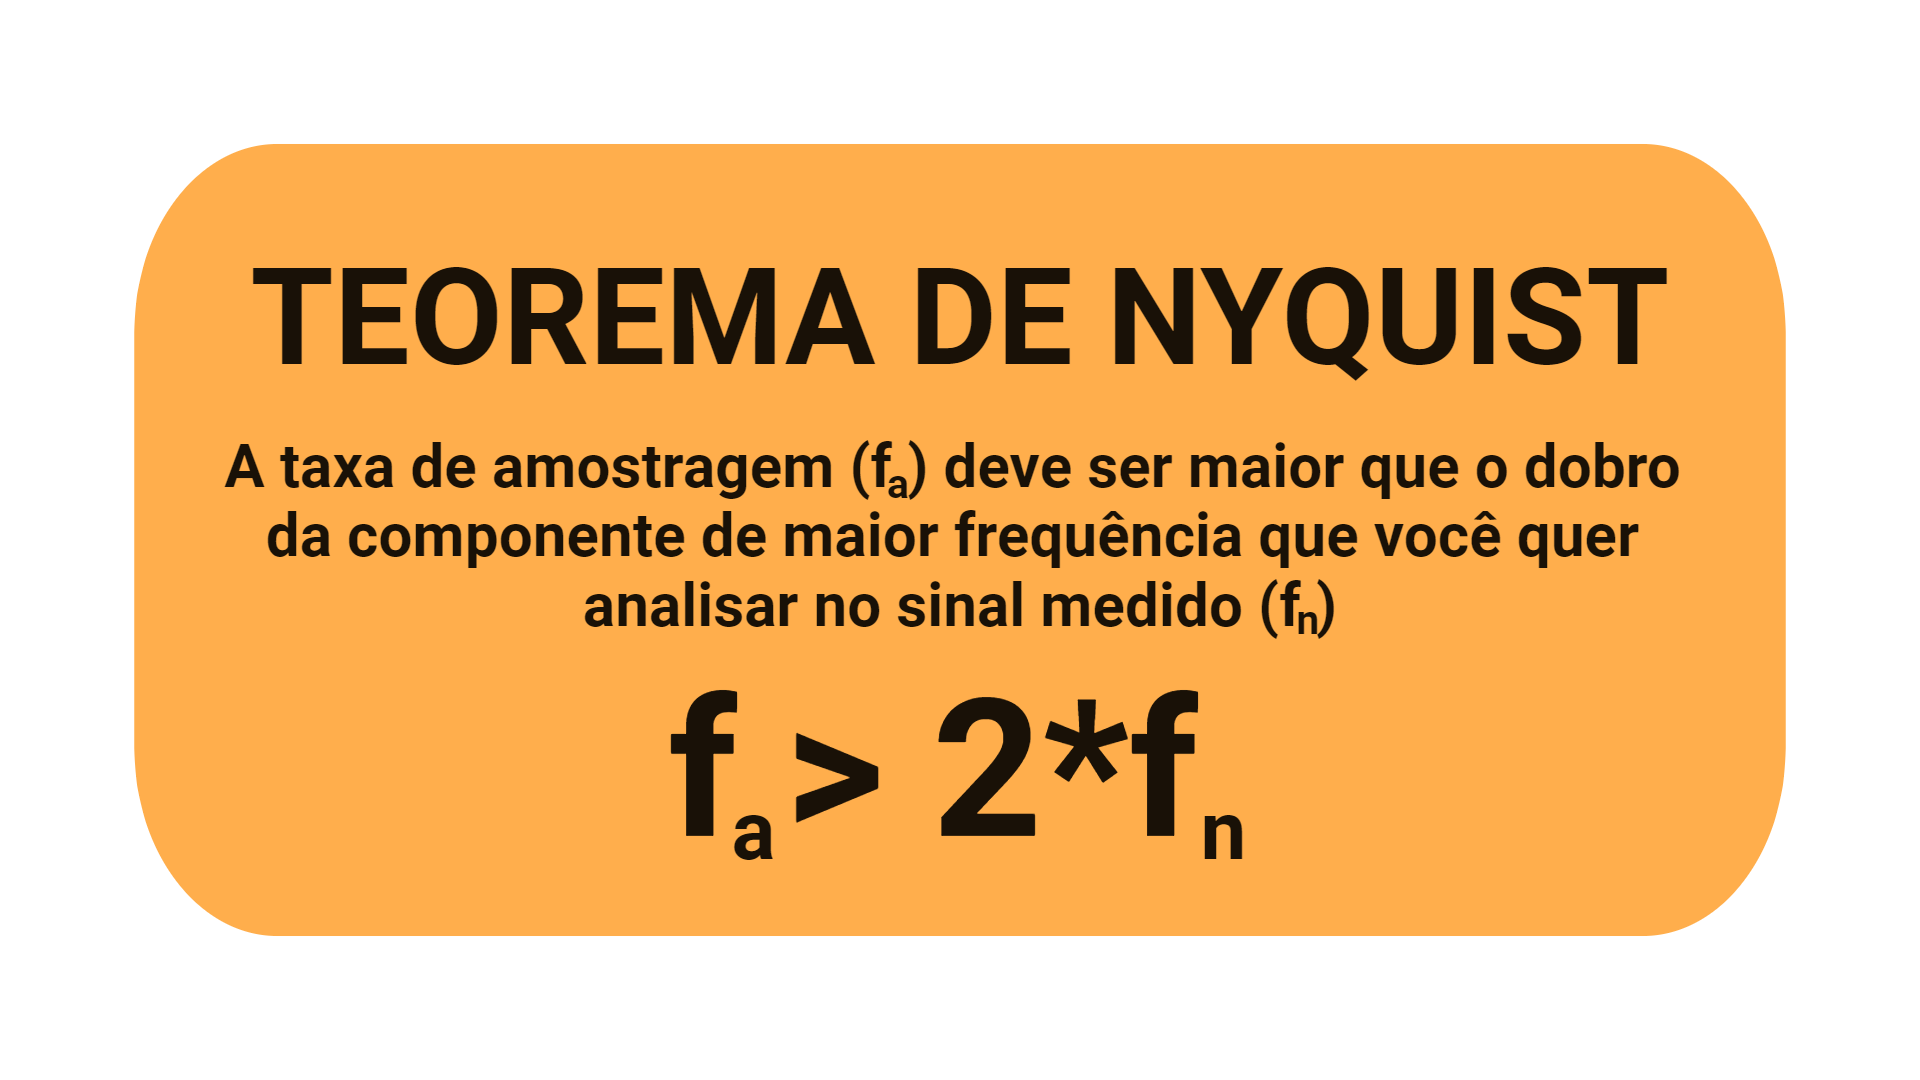 TEOREMA DE NYQUIST
A taxa de amostragem (fₐ) deve ser maior que o dobro
da componente de maior frequência que você quer
analisar no sinal medido (fₙ)
fₐ > 2*fₙ